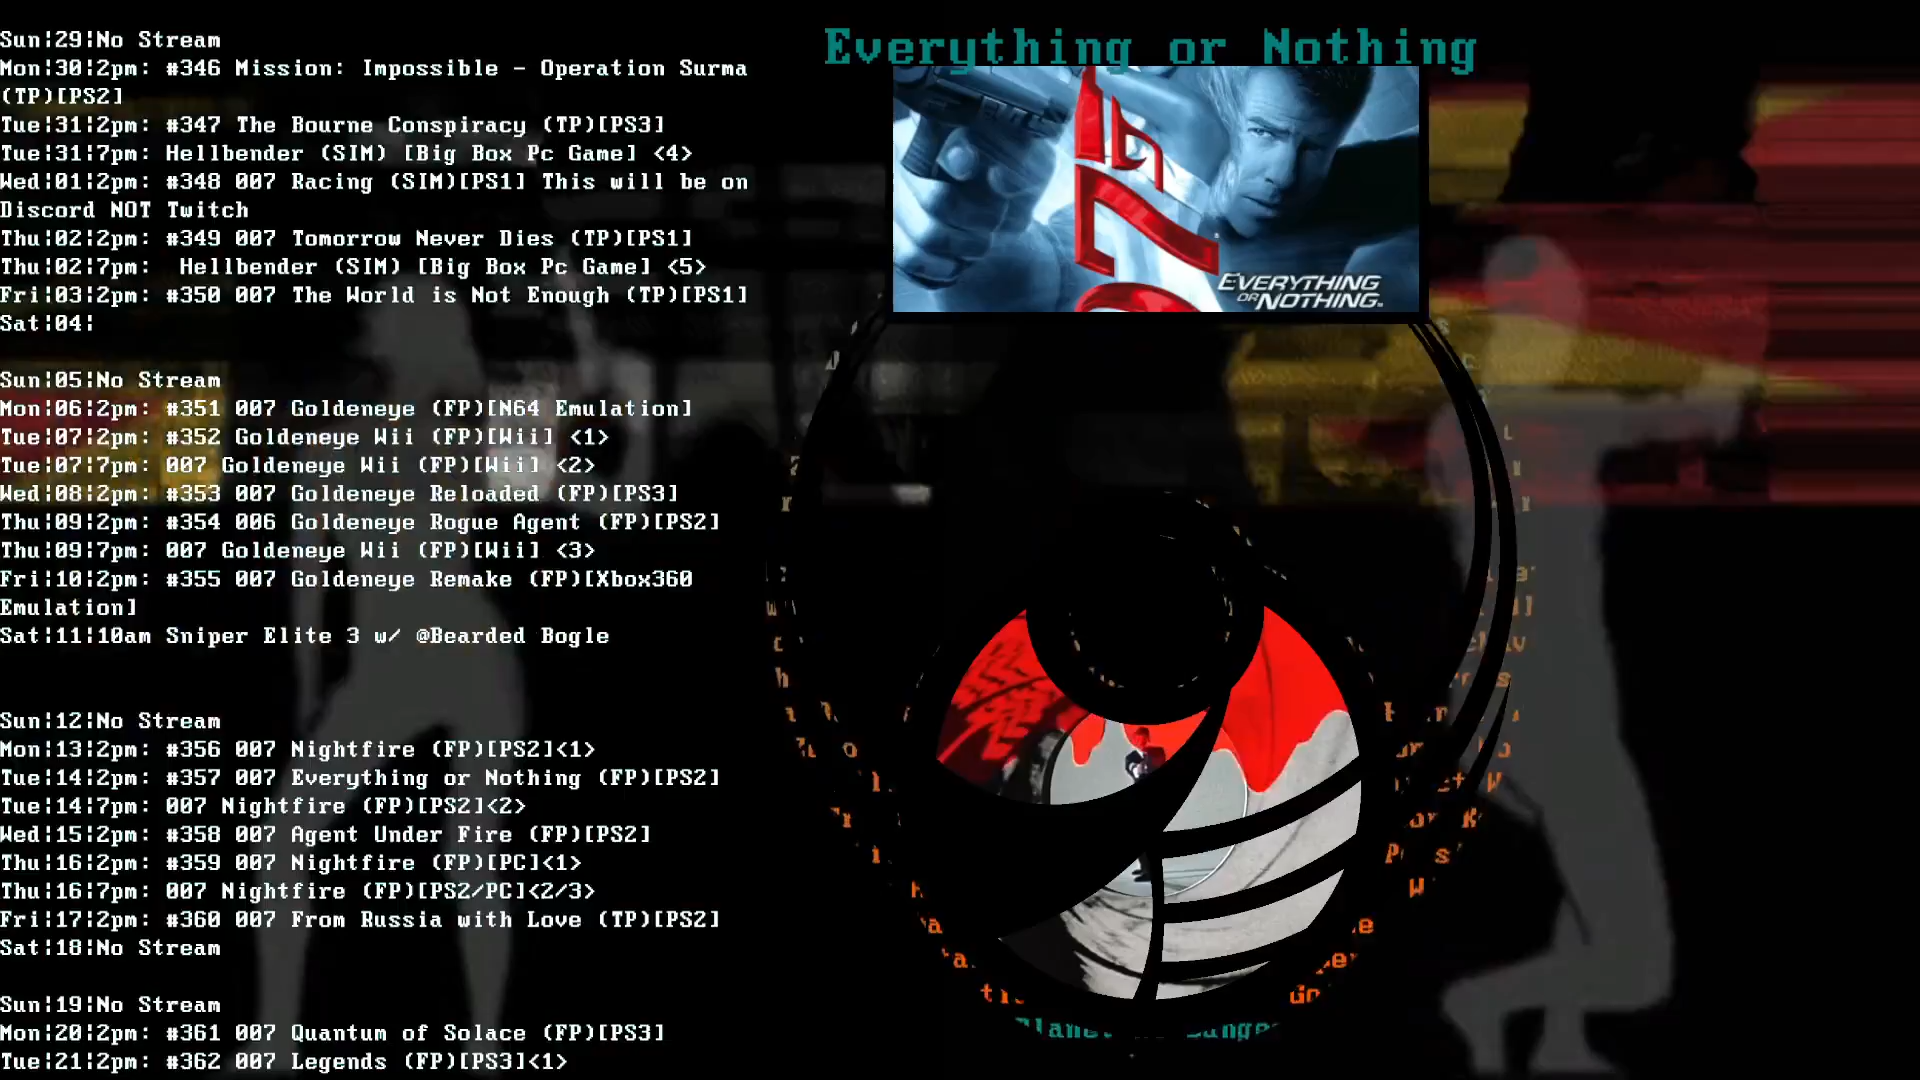 Sun|29|No Stream
Mon|30|2pm: #346 Mission: Impossible - Operation Surma
(TP)[PS2]
Tue|31|2pm: #347 The Bourne Conspiracy (TP)[PS3]
Tue|31|7pm: Hellbender (SIM) [Big Box Pc Game] <4>
Wed|01|2pm: #348 007 Racing (SIM)[PS1] This will be on
Discord NOT Twitch
Thu|02|2pm: #349 007 Tomorrow Never Dies (TP)[PS1]
Thu|02|7pm:  Hellbender (SIM) [Big Box Pc Game] <5>
Fri|03|2pm: #350 007 The World is Not Enough (TP)[PS1]
Sat|04|
Sun|05|No Stream
Mon|06|2pm: #351 007 Goldeneye (FP)[N64 Emulation]
Tue|07|2pm: #352 Goldeneye Wii (FP)[Wii] <1>
Tue|07|7pm: 007 Goldeneye Wii (FP)[Wii] <2>
Wed|08|2pm: #353 007 Goldeneye Reloaded (FP)[PS3]
Thu|09|2pm: #354 006 Goldeneye Rogue Agent (FP)[PS2]
Thu|09|7pm: 007 Goldeneye Wii (FP)[Wii] <3>
Fri|10|2pm: #355 007 Goldeneye Remake (FP)[Xbox360
Emulation]
Sat|11|10am Sniper Elite 3 w/ @Bearded Bogle
Sun|12|No Stream
Mon|13|2pm: #356 007 Nightfire (FP)[PS2]<1>
Tue|14|2pm: #357 007 Everything or Nothing (FP)[PS2]
Tue|14|7pm: 007 Nightfire (FP)[PS2]<2>
Wed|15|2pm: #358 007 Agent Under Fire (FP)[PS2]
Thu|16|2pm: #359 007 Nightfire (FP)[PC]<1>
Thu|16|7pm: 007 Nightfire (FP)[PS2/PC]<2/3>
Fri|17|2pm: #360 007 From Russia with Love (TP)[PS2]
Sat|18|No Stream
Sun|19|No Stream
Mon|20|2pm: #361 007 Quantum of Solace (FP)[PS3]
Tue|21|2pm: #362 007 Legends (FP)[PS3]<1>
Everything or Nothing
EVERYTHING
OR NOTHING